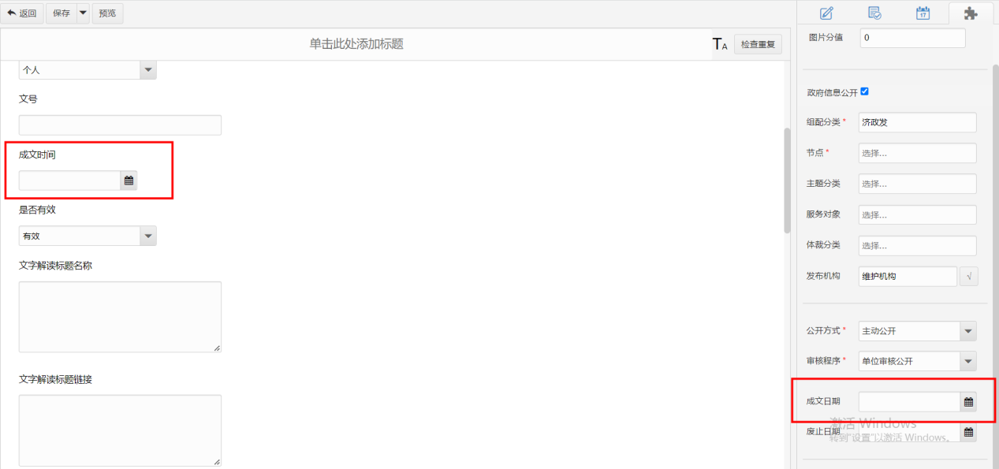 返回 保存 预览
单击此处添加标题
检查重复
个人
文号
成文时间
是否有效
有效
文字解读标题名称
文字解读标题链接
17
图片分值 0
政府信息公开
组配分类 * 济政发
节点 * 选择...
主题分类 选择...
服务对象 选择...
体裁分类 选择...
发布机构 维护机构 √
公开方式 * 主动公开
审核程序 * 单位审核公开
成文日期
激活 Windows
废止日期
转到"设置"以激活 Windows。